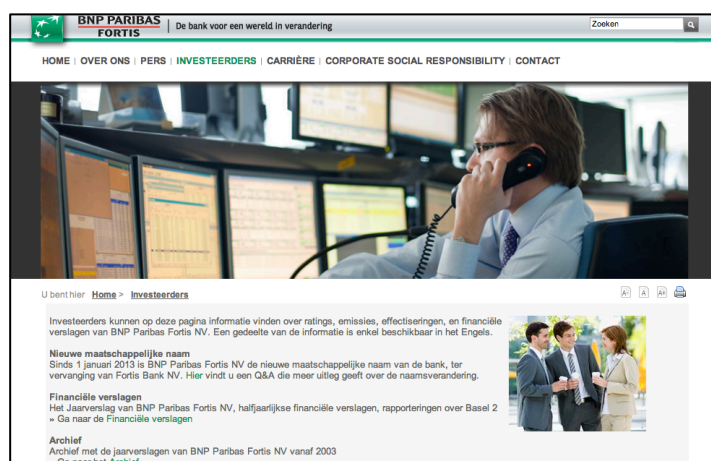 BNP PARIBAS
FORTIS
De bank voor een wereld in verandering
Zoeken
HOME | OVER ONS | PERS | INVESTEERDERS | CARRIÈRE | CORPORATE SOCIAL RESPONSIBILITY | CONTACT
U bent hier Home > Investeerders
A- A A+
Investeerders kunnen op deze pagina informatie vinden over ratings, emissies, effectiseringen, en financiële
verslagen van BNP Paribas Fortis NV. Een gedeelte van de informatie is enkel beschikbaar in het Engels.
Nieuwe maatschappelijke naam
Sinds 1 januari 2013 is BNP Paribas Fortis NV de nieuwe maatschappelijke naam van de bank, ter
vervanging van Fortis Bank NV. Hier vindt u een Q&A die meer uitleg geeft over de naamsverandering.
Financiële verslagen
Het Jaarverslag van BNP Paribas Fortis NV, halfjaarlijkse financiële verslagen, rapporteringen over Basel 2
» Ga naar de Financiële verslagen
Archief
Archief met de jaarverslagen van BNP Paribas Fortis NV vanaf 2003
» Ga naar het Archief